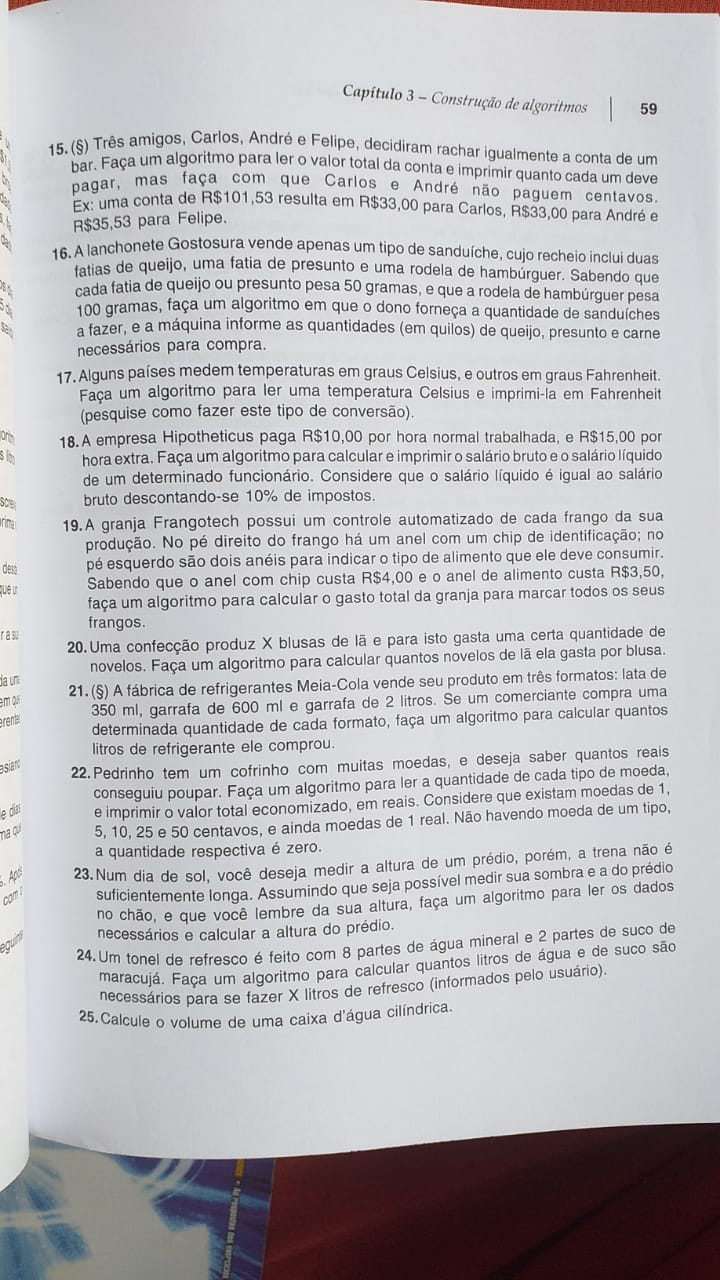 Capítulo 3 – Construção de algoritmos | 59
15. (§) Três amigos, Carlos, André e Felipe, decidiram rachar igualmente a conta de um
bar. Faça um algoritmo para ler o valor total da conta e imprimir quanto cada um deve
pagar, mas faça com que Carlos e André não paguem centavos.
Ex: uma conta de R$101,53 resulta em R$33,00 para Carlos, R$33,00 para André e
R$35,53 para Felipe.
16. A lanchonete Gostosura vende apenas um tipo de sanduíche, cujo recheio inclui duas
fatias de queijo, uma fatia de presunto e uma rodela de hambúrguer. Sabendo que
cada fatia de queijo ou presunto pesa 50 gramas, e que a rodela de hambúrguer pesa
100 gramas, faça um algoritmo em que o dono forneça a quantidade de sanduíches
a fazer, e a máquina informe as quantidades (em quilos) de queijo, presunto e carne
necessários para compra.
17. Alguns países medem temperaturas em graus Celsius, e outros em graus Fahrenheit.
Faça um algoritmo para ler uma temperatura Celsius e imprimi-la em Fahrenheit
(pesquise como fazer este tipo de conversão).
18. A empresa Hipotheticus paga R$10,00 por hora normal trabalhada, e R$15,00 por
hora extra. Faça um algoritmo para calcular e imprimir o salário bruto e o salário líquido
de um determinado funcionário. Considere que o salário líquido é igual ao salário
bruto descontando-se 10% de impostos.
19. A granja Frangotech possui um controle automatizado de cada frango da sua
produção. No pé direito do frango há um anel com um chip de identificação; no
pé esquerdo são dois anéis para indicar o tipo de alimento que ele deve consumir.
Sabendo que o anel com chip custa R$4,00 e o anel de alimento custa R$3,50,
faça um algoritmo para calcular o gasto total da granja para marcar todos os seus
frangos.
20. Uma confecção produz X blusas de lã e para isto gasta uma certa quantidade de
novelos. Faça um algoritmo para calcular quantos novelos de lã ela gasta por blusa.
21. (§) A fábrica de refrigerantes Meia-Cola vende seu produto em três formatos: lata de
350 ml, garrafa de 600 ml e garrafa de 2 litros. Se um comerciante compra uma
determinada quantidade de cada formato, faça um algoritmo para calcular quantos
litros de refrigerante ele comprou.
22. Pedrinho tem um cofrinho com muitas moedas, e deseja saber quantos reais
conseguiu poupar. Faça um algoritmo para ler a quantidade de cada tipo de moeda,
e imprimir o valor total economizado, em reais. Considere que existam moedas de 1,
5, 10, 25 e 50 centavos, e ainda moedas de 1 real. Não havendo moeda de um tipo,
a quantidade respectiva é zero.
23. Num dia de sol, você deseja medir a altura de um prédio, porém, a trena não é
suficientemente longa. Assumindo que seja possível medir sua sombra e a do prédio
no chão, e que você lembre da sua altura, faça um algoritmo para ler os dados
necessários e calcular a altura do prédio.
24. Um tonel de refresco é feito com 8 partes de água mineral e 2 partes de suco de
maracujá. Faça um algoritmo para calcular quantos litros de água e de suco são
necessários para se fazer X litros de refresco (informados pelo usuário).
25. Calcule o volume de uma caixa d'água cilíndrica.